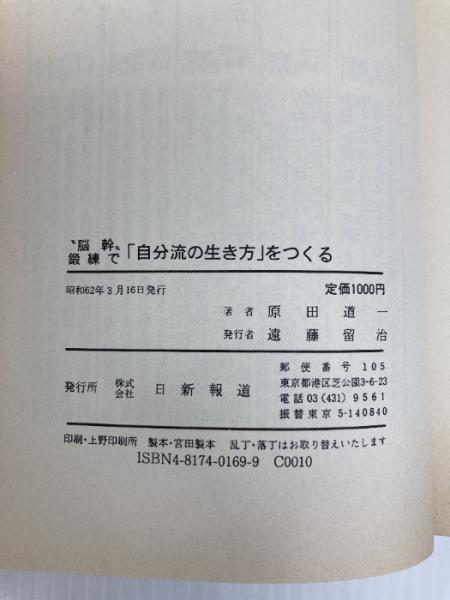 〝脳幹〟鍛練で「自分流の生き方」をつくる
昭和62年3月16日発行 定価1000円
著者 原田道一
発行者 遠藤留治
発行所 株式会社 日新報道
郵便番号 105
東京都港区芝公園3-6-23
電話 03(431)9561
振替東京 5-140840
印刷・上野印刷所 製本・宮田製本 乱丁・落丁はお取り替えいたします
ISBN4-8174-0169-9 C0010